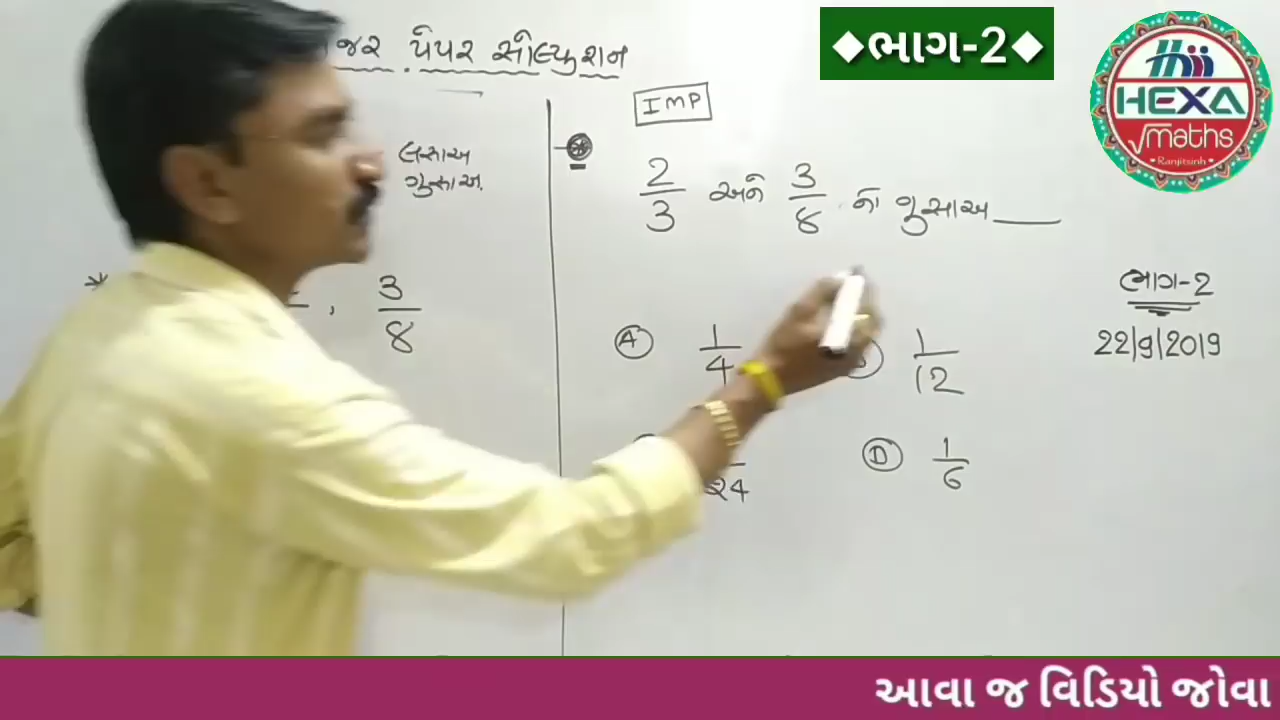 જર પેપર સોલ્યુશન
◆ભાગ-2◆
HEXA
√maths
Ranjitsinh
IMP
લસાઅ
ગુસાઅ.
2/3 અને 3/8 નો ગુસાઅ ____
* , 3/8
ભાગ-2
22/9/2019
A 1/4 1/12
24 D 1/6
આવા જ વિડિયો જોવા